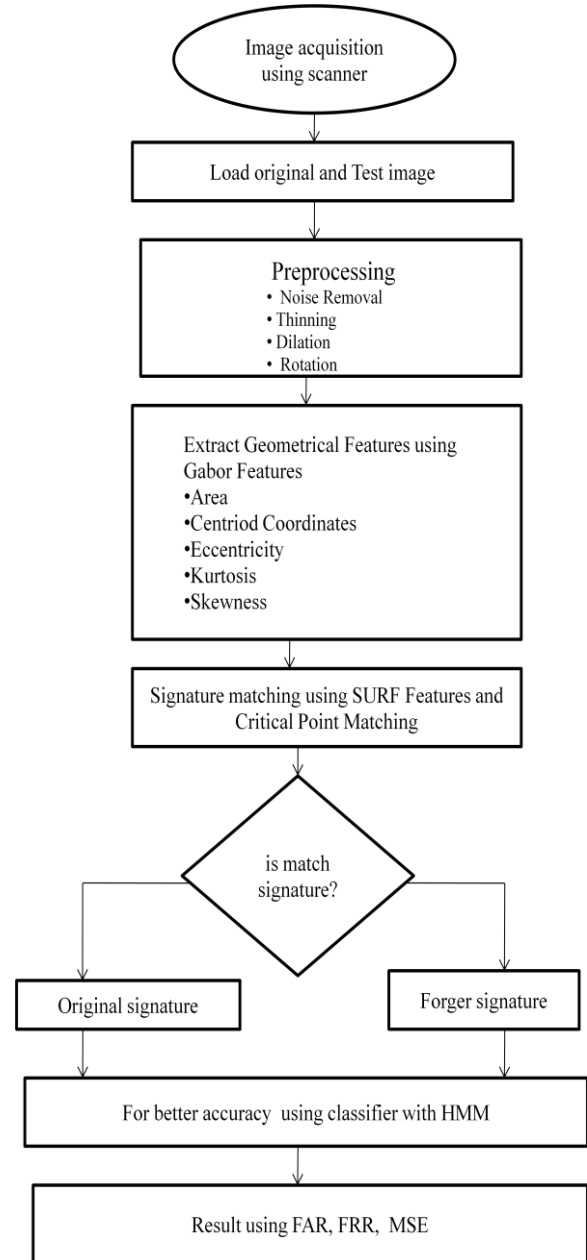 Image acquisition
using scanner
Load original and Test image
Preprocessing
• Noise Removal
• Thinning
• Dilation
• Rotation
Extract Geometrical Features using
Gabor Features
•Area
•Centriod Coordinates
•Eccentricity
•Kurtosis
•Skewness
Signature matching using SURF Features and
Critical Point Matching
is match
signature?
Original signature
Forger signature
For better accuracy using classifier with HMM
Result using FAR, FRR, MSE